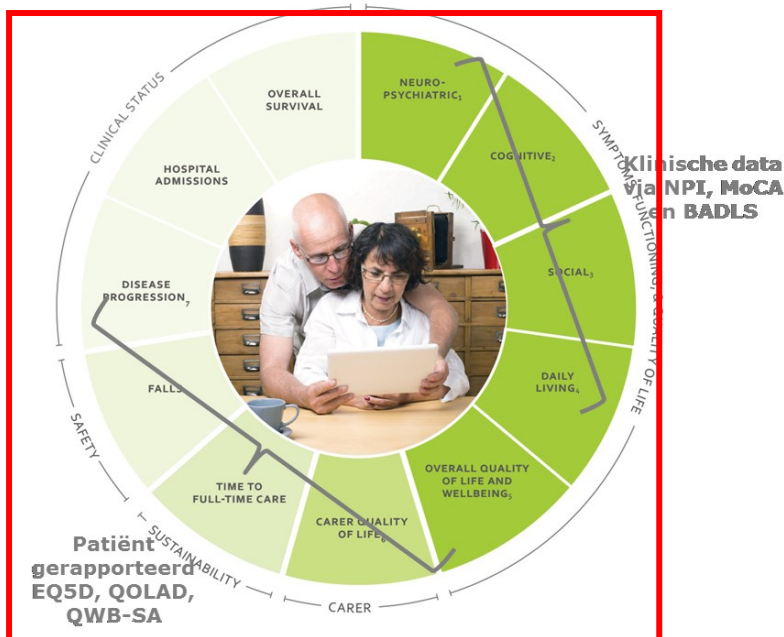 CLINICAL STATUS
OVERALL
SURVIVAL
NEURO-
PSYCHIATRIC₁
COGNITIVE₂
SYMPTOMS, FUNCTIONING, & QUALITY OF LIFE
Klinische data
via NPI, MoCA
en BADLS
HOSPITAL
ADMISSIONS
SOCIAL₃
DISEASE
PROGRESSION₇
DAILY
LIVING₄
FALLS
SAFETY
OVERALL QUALITY
OF LIFE AND
WELLBEING₅
TIME TO
FULL-TIME CARE
CARER QUALITY
OF LIFE₆
SUSTAINABILITY
CARER
Patiënt
gerapporteerd
EQ5D, QOLAD,
QWB-SA